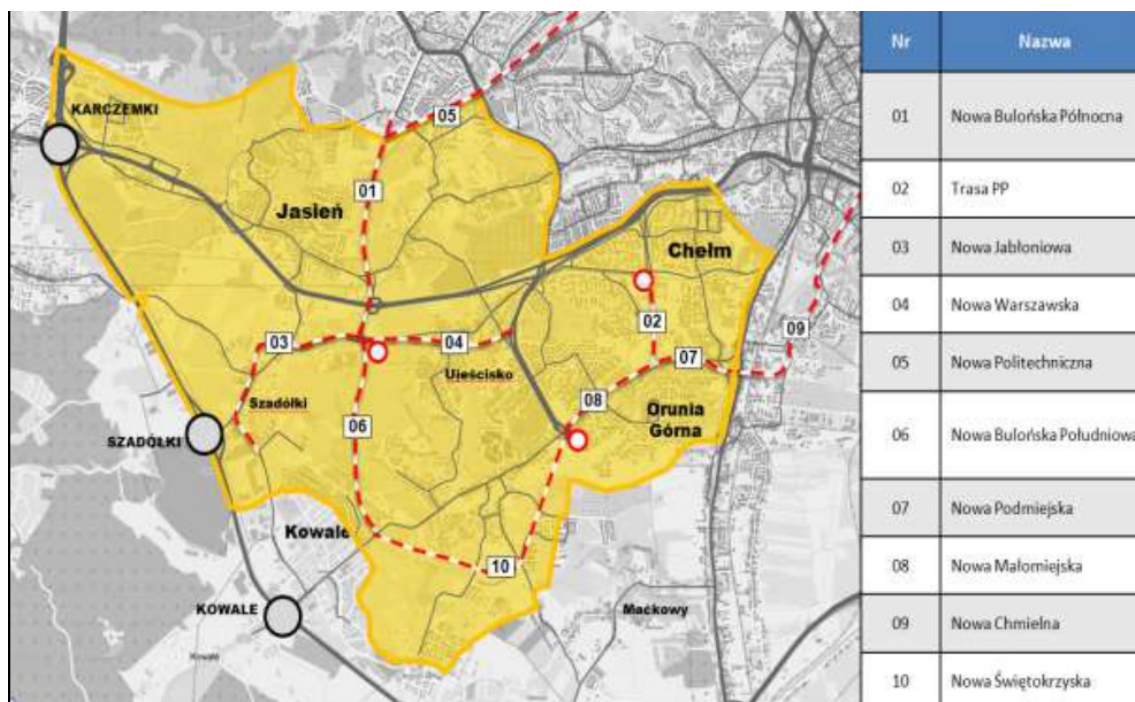 KARCZEMKI
05
01
Jasień
Chełm
02
09
03
04
07
Ujeścisko
Szadółki
08
06
Orunia
Górna
SZADÓŁKI
Kowale
10
KOWALE
Maćkowy
Kowale
Nr Nazwa
01 Nowa Bulońska Północna
02 Trasa PP
03 Nowa Jabłoniowa
04 Nowa Warszawska
05 Nowa Politechniczna
06 Nowa Bulońska Południowa
07 Nowa Podmiejska
08 Nowa Małomiejska
09 Nowa Chmielna
10 Nowa Świętokrzyska